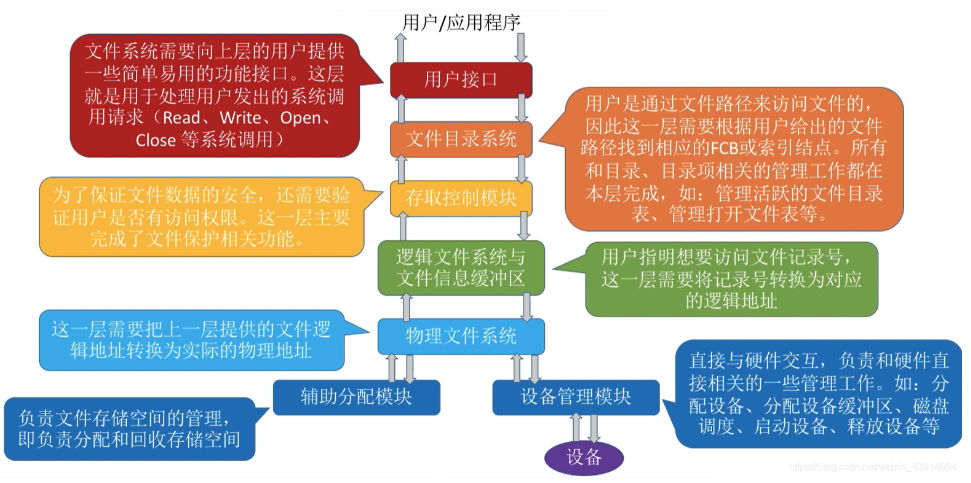 用户/应用程序
文件系统需要向上层的用户提供
一些简单易用的功能接口。这层
就是用于处理用户发出的系统调
用请求（Read、Write、Open、
Close 等系统调用）
用户接口
文件目录系统
用户是通过文件路径来访问文件的，
因此这一层需要根据用户给出的文件
路径找到相应的FCB或索引结点。所有
和目录、目录项相关的管理工作都在
本层完成，如：管理活跃的文件目录
表、管理打开文件表等。
为了保证文件数据的安全，还需要验
证用户是否有访问权限。这一层主要
完成了文件保护相关功能。
存取控制模块
逻辑文件系统与
文件信息缓冲区
用户指明想要访问文件记录号，
这一层需要将记录号转换为对应
的逻辑地址
这一层需要把上一层提供的文件逻
辑地址转换为实际的物理地址
物理文件系统
辅助分配模块
设备管理模块
直接与硬件交互，负责和硬件直
接相关的一些管理工作。如：分
配设备、分配设备缓冲区、磁盘
调度、启动设备、释放设备等
负责文件存储空间的管理，
即负责分配和回收存储空间
设备
https://blog.csdn.net/weixin_43914604